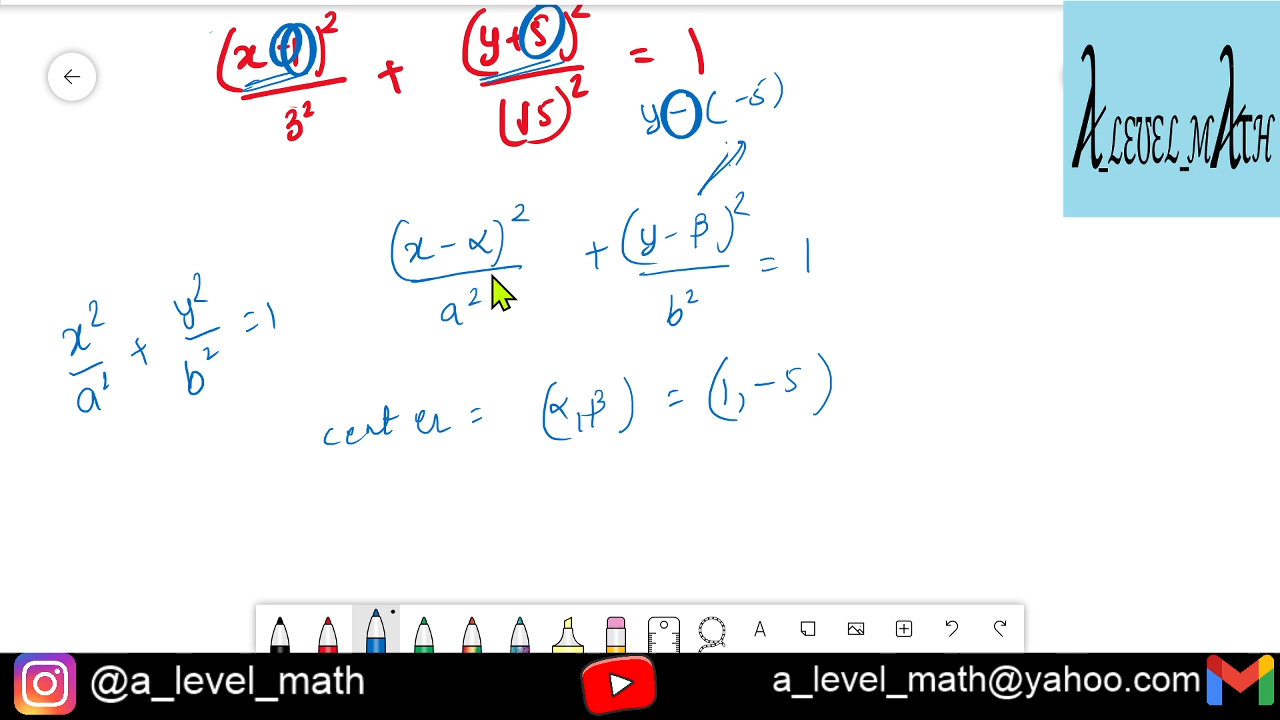 (x-1)²/3² + (y+5)²/(√5)² = 1
y-(-5)
(x-α)²/a² + (y-β)²/b² = 1
x²/a² + y²/b² = 1
center = (α,β) = (1,-5)
A_LEVEL_MATH
A
@a_level_math
a_level_math@yahoo.com